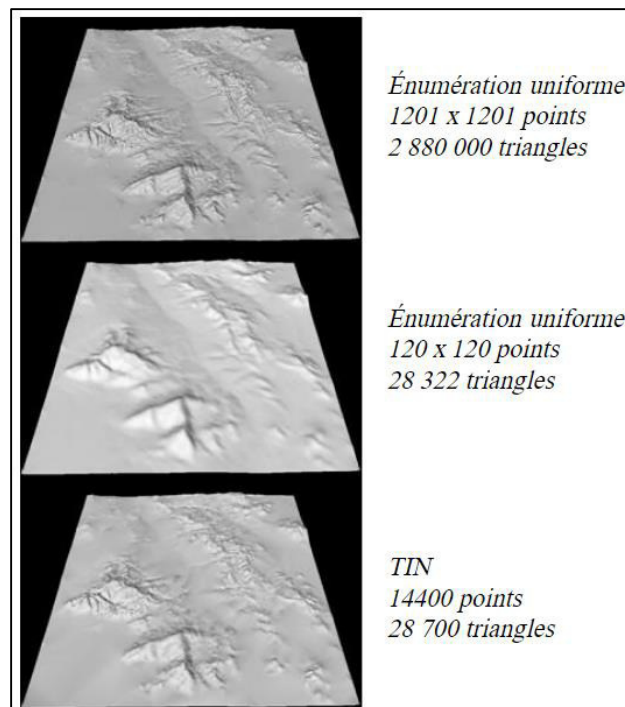 Énumération uniforme
1201 x 1201 points
2 880 000 triangles
Énumération uniforme
120 x 120 points
28 322 triangles
TIN
14400 points
28 700 triangles